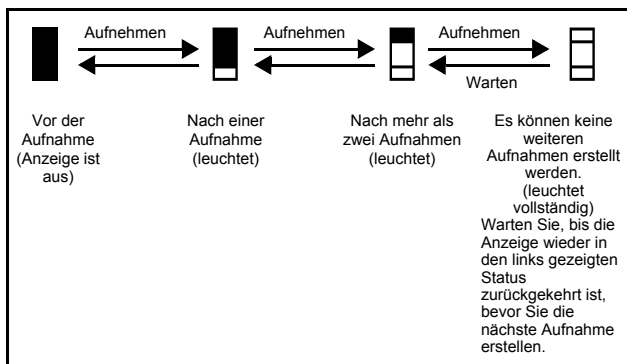 Aufnehmen
Aufnehmen
Aufnehmen
Warten
Vor der
Aufnahme
(Anzeige ist
aus)
Nach einer
Aufnahme
(leuchtet)
Nach mehr als
zwei Aufnahmen
(leuchtet)
Es können keine
weiteren
Aufnahmen erstellt
werden.
(leuchtet
vollständig)
Warten Sie, bis die
Anzeige wieder in
den links gezeigten
Status
zurückgekehrt ist,
bevor Sie die
nächste Aufnahme
erstellen.